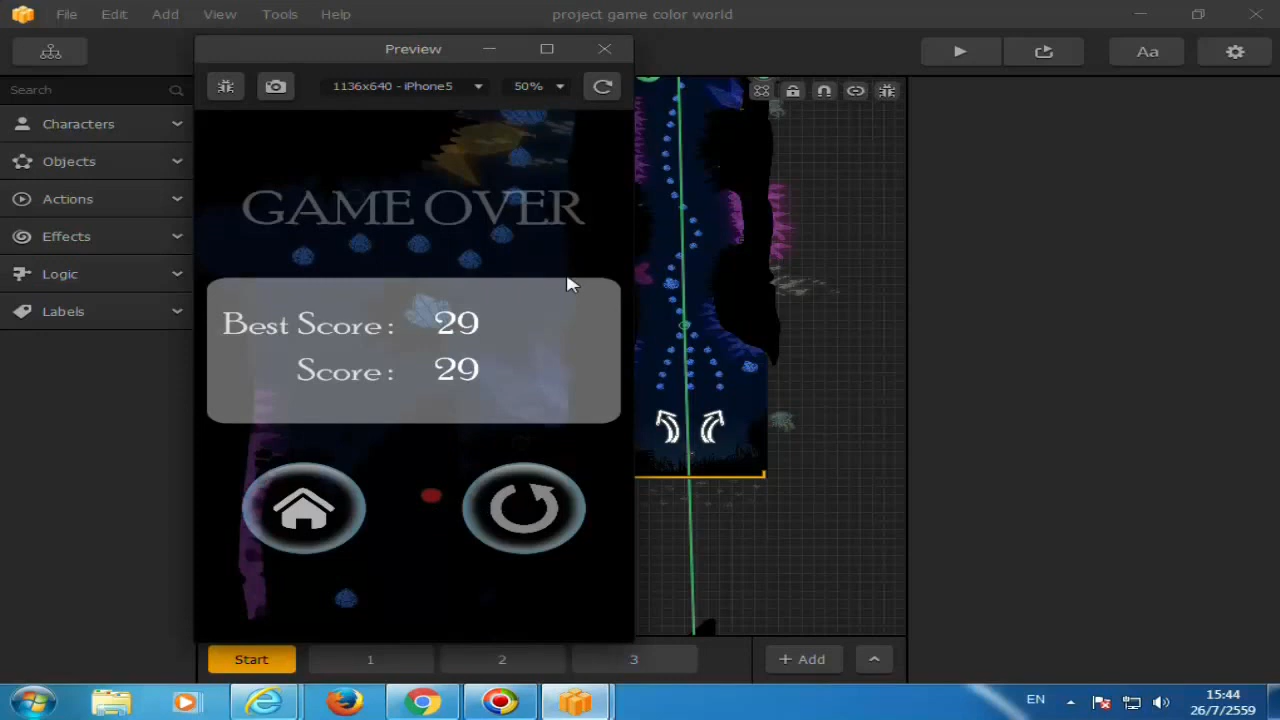 File Edit Add View Tools Help project game color world
Preview
Aa
1136x640 - iPhone5 50%
Search
Characters
Objects
Actions
Effects
Logic
Labels
GAME OVER
Best Score : 29
Score : 29
Start 1 2 3 + Add
EN
15:44
26/7/2559